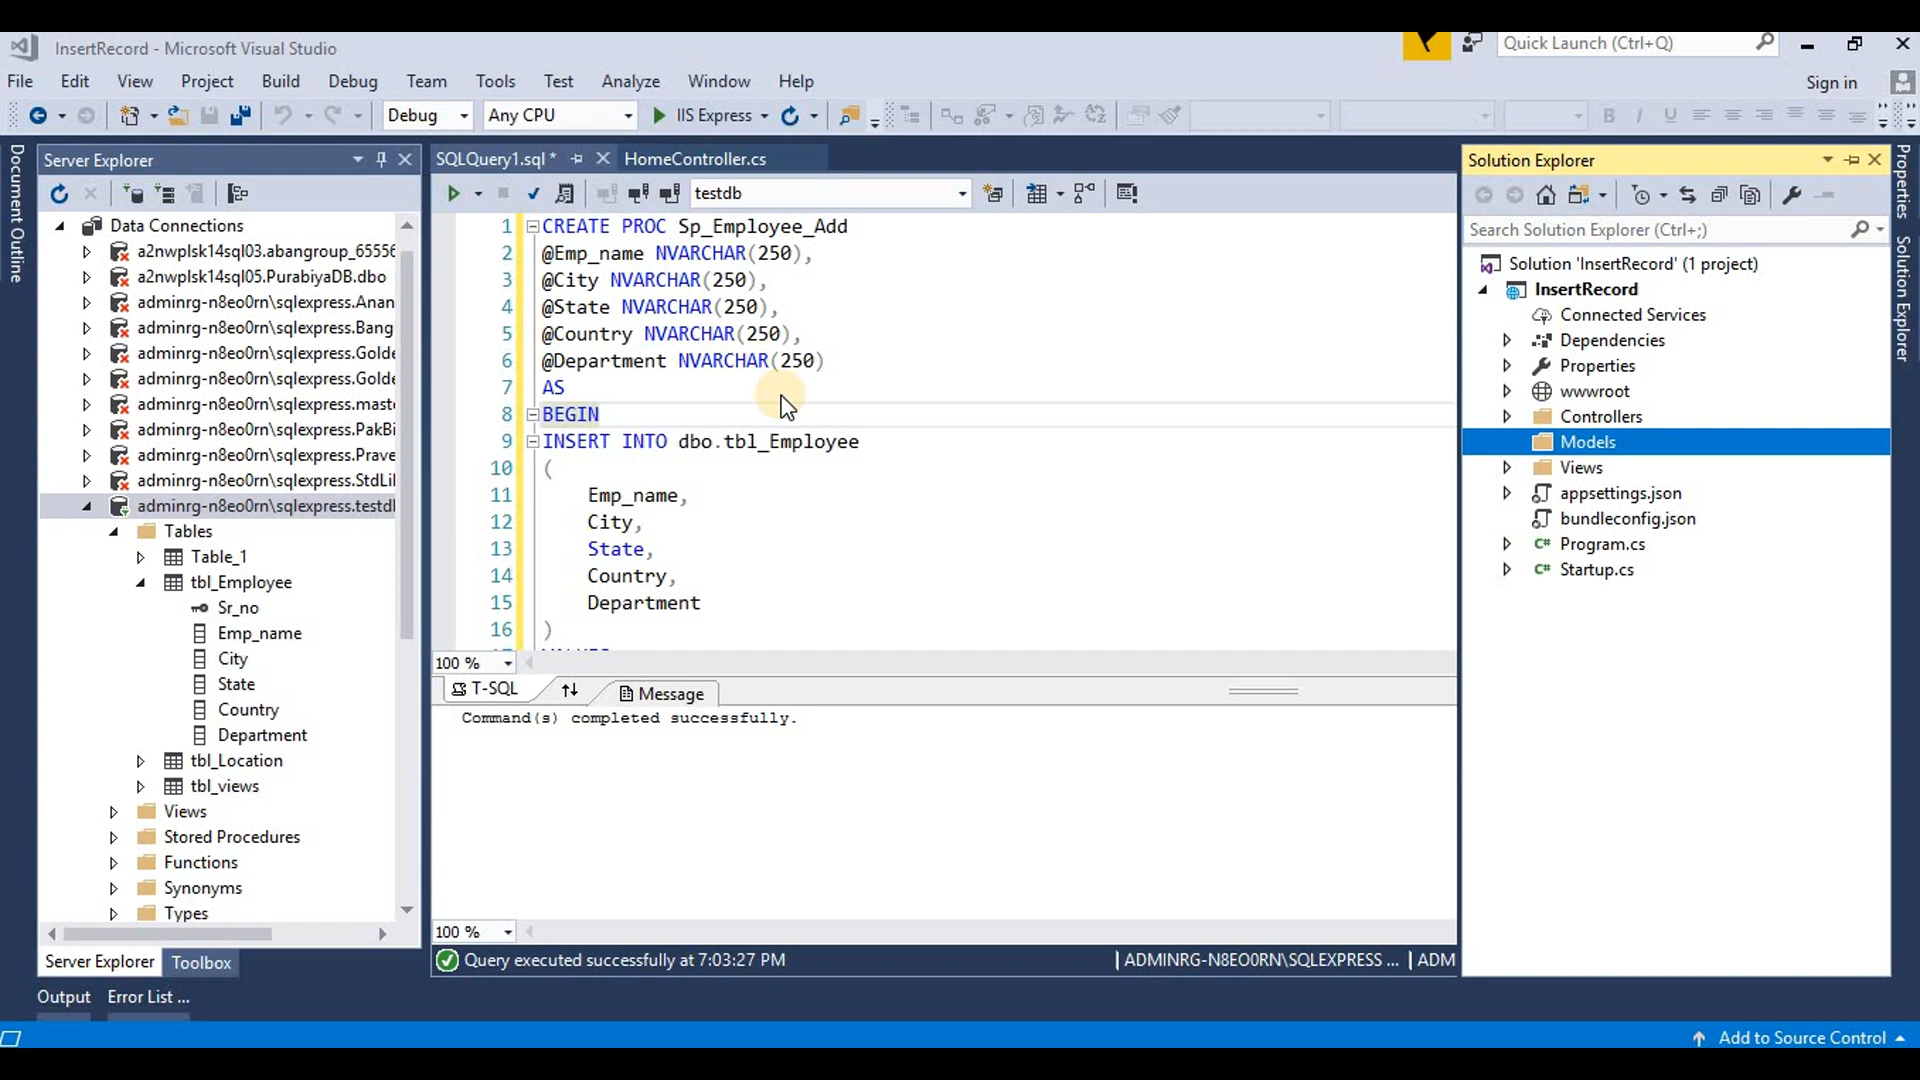 InsertRecord - Microsoft Visual Studio
Quick Launch (Ctrl+Q)
File Edit View Project Build Debug Team Tools Test Analyze Window Help
Sign in
Debug Any CPU IIS Express
Document Outline
Server Explorer
Data Connections
a2nwplsk14sql03.abangroup_65556
a2nwplsk14sql05.PurabiyaDB.dbo
adminrg-n8eo0rn\sqlexpress.Anan
adminrg-n8eo0rn\sqlexpress.Bang
adminrg-n8eo0rn\sqlexpress.Golde
adminrg-n8eo0rn\sqlexpress.Golde
adminrg-n8eo0rn\sqlexpress.mast
adminrg-n8eo0rn\sqlexpress.PakBi
adminrg-n8eo0rn\sqlexpress.Prave
adminrg-n8eo0rn\sqlexpress.StdLi
adminrg-n8eo0rn\sqlexpress.testd
Tables
Table_1
tbl_Employee
Sr_no
Emp_name
City
State
Country
Department
tbl_Location
tbl_views
Views
Stored Procedures
Functions
Synonyms
Types
Server Explorer Toolbox
SQLQuery1.sql* HomeController.cs
testdb
1 CREATE PROC Sp_Employee_Add
2 @Emp_name NVARCHAR(250),
3 @City NVARCHAR(250),
4 @State NVARCHAR(250),
5 @Country NVARCHAR(250),
6 @Department NVARCHAR(250)
7 AS
8 BEGIN
9 INSERT INTO dbo.tbl_Employee
10 (
11 Emp_name,
12 City,
13 State,
14 Country,
15 Department
16 )
100 %
T-SQL Message
Command(s) completed successfully.
100 %
Query executed successfully at 7:03:27 PM ADMINRG-N8EO0RN\SQLEXPRESS ... ADM
Solution Explorer
Search Solution Explorer (Ctrl+;)
Solution 'InsertRecord' (1 project)
InsertRecord
Connected Services
Dependencies
Properties
wwwroot
Controllers
Models
Views
appsettings.json
bundleconfig.json
Program.cs
Startup.cs
Properties
Solution Explorer
Output Error List ...
Add to Source Control